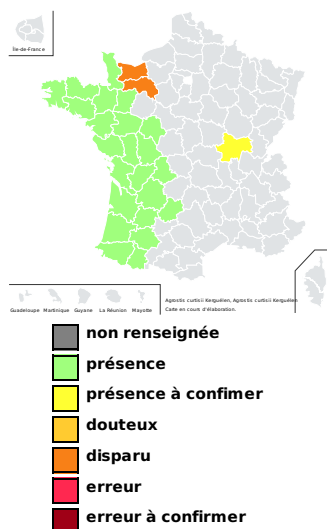 Île-de-France
Guadeloupe Martinique Guyane La Réunion Mayotte
Agrostis curtisii Kerguélen, Agrostis curtisii Kerguélen
Carte en cours d'élaboration.
non renseignée
présence
présence à confimer
douteux
disparu
erreur
erreur à confirmer